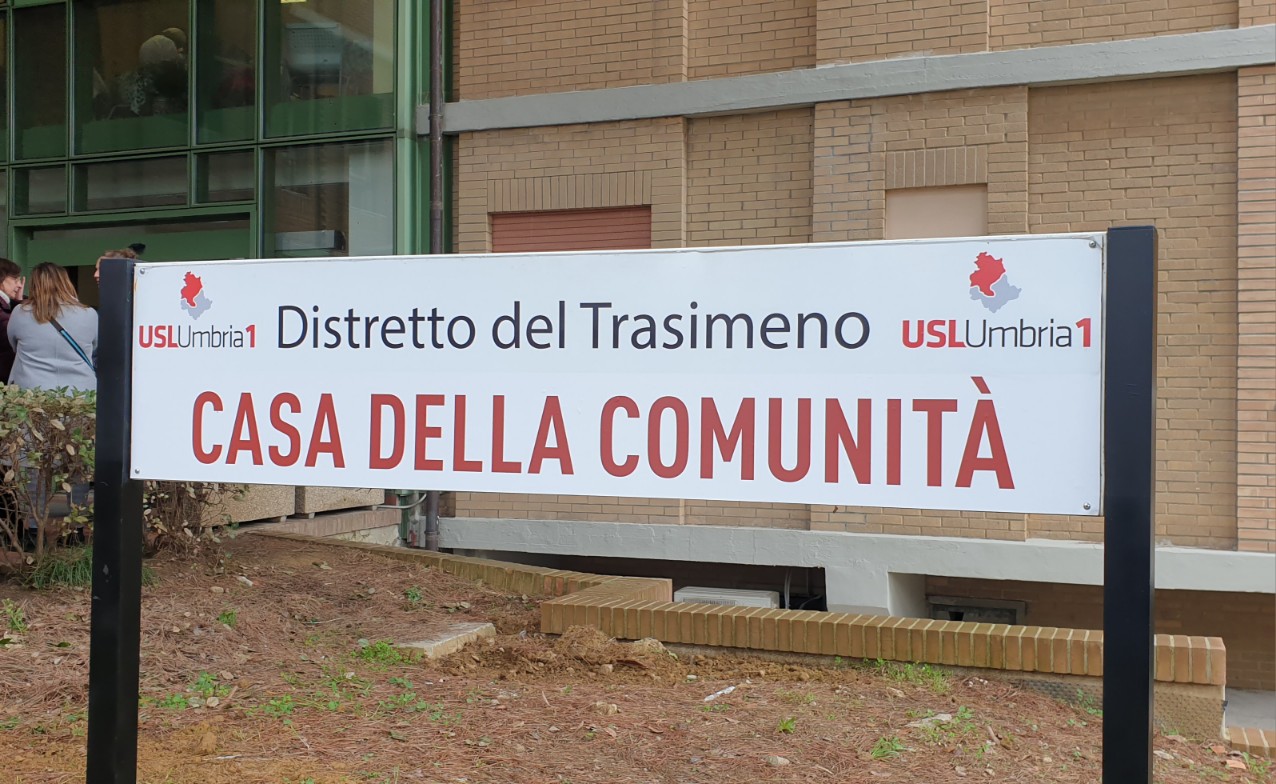 USLUmbria1 Distretto del Trasimeno USLUmbria1
CASA DELLA COMUNITÀ